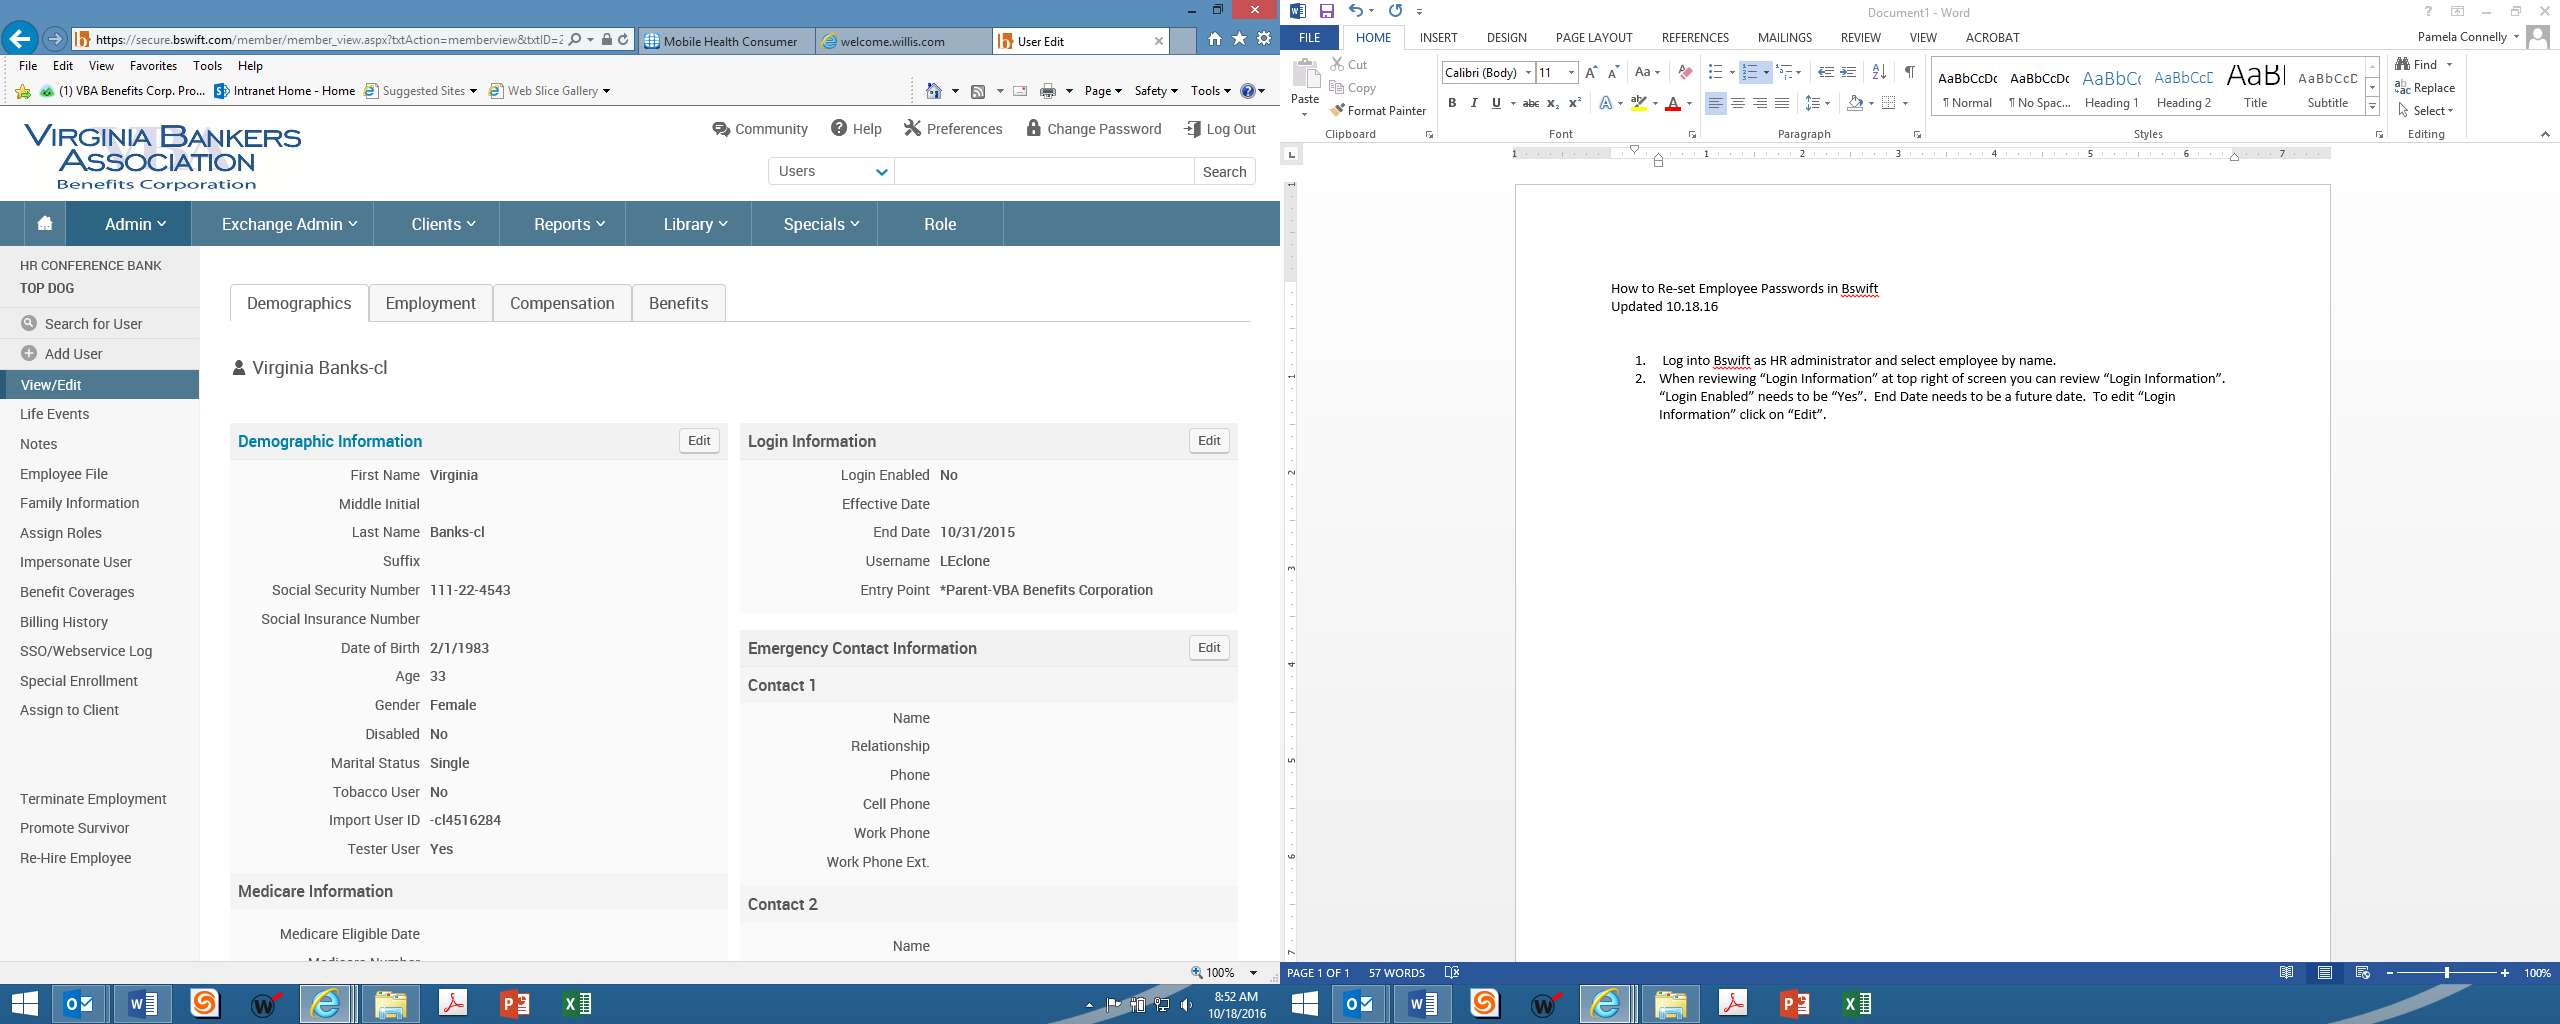 https://secure.bswift.com/member/member_view.aspx?txtAction=memberview&txtID=2
Mobile Health Consumer
welcome.willis.com
User Edit
File Edit View Favorites Tools Help
(1) VBA Benefits Corp. Pro... Intranet Home - Home Suggested Sites Web Slice Gallery
Page Safety Tools
VIRGINIA BANKERS
ASSOCIATION
Benefits Corporation
Community Help Preferences Change Password Log Out
Users Search
Admin Exchange Admin Clients Reports Library Specials Role
HR CONFERENCE BANK
TOP DOG
Search for User
Add User
View/Edit
Life Events
Notes
Employee File
Family Information
Assign Roles
Impersonate User
Benefit Coverages
Billing History
SSO/Webservice Log
Special Enrollment
Assign to Client
Terminate Employment
Promote Survivor
Re-Hire Employee
Demographics Employment Compensation Benefits
Virginia Banks-cl
Demographic Information Edit
First Name Virginia
Middle Initial
Last Name Banks-cl
Suffix
Social Security Number 111-22-4543
Social Insurance Number
Date of Birth 2/1/1983
Age 33
Gender Female
Disabled No
Marital Status Single
Tobacco User No
Import User ID -cl4516284
Tester User Yes
Medicare Information
Medicare Eligible Date
Login Information Edit
Login Enabled No
Effective Date
End Date 10/31/2015
Username LEclone
Entry Point *Parent-VBA Benefits Corporation
Emergency Contact Information Edit
Contact 1
Name
Relationship
Phone
Cell Phone
Work Phone
Work Phone Ext.
Contact 2
Name
100%
8:52 AM
10/18/2016
Document1 - Word
FILE HOME INSERT DESIGN PAGE LAYOUT REFERENCES MAILINGS REVIEW VIEW ACROBAT
Pamela Connelly
Paste
Cut
Copy
Format Painter
Clipboard
Calibri (Body) 11
Font
Paragraph
AaBbCcDc AaBbCcDc AaBbC AaBbCcD AaB AaBbCcD
¶ Normal ¶ No Spac... Heading 1 Heading 2 Title Subtitle
Styles
Find
Replace
Select
Editing
How to Re-set Employee Passwords in Bswift
Updated 10.18.16
1. Log into Bswift as HR administrator and select employee by name.
2. When reviewing “Login Information” at top right of screen you can review “Login Information”.
“Login Enabled” needs to be “Yes”. End Date needs to be a future date. To edit “Login
Information” click on “Edit”.
PAGE 1 OF 1 57 WORDS
100%